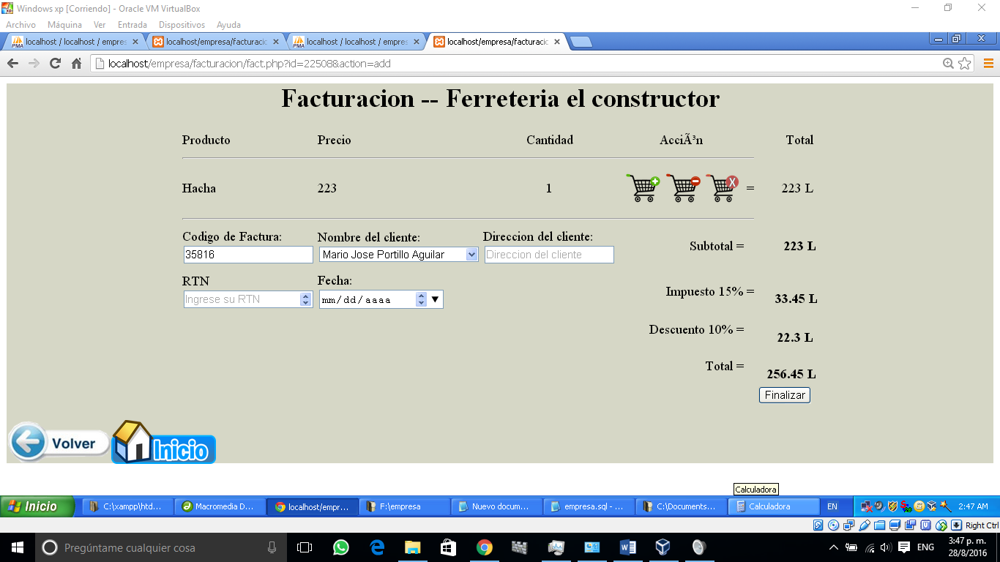 Windows xp [Corriendo] - Oracle VM VirtualBox
Archivo Máquina Ver Entrada Dispositivos Ayuda
localhost / localhost / empres localhost/empresa/facturacio localhost / localhost / empres localhost/empresa/facturacio
localhost/empresa/facturacion/fact.php?id=22508&action=add
Facturacion -- Ferreteria el constructor
Producto Precio Cantidad AcciÃ³n Total
Hacha 223 1 = 223 L
Codigo de Factura: Nombre del cliente: Direccion del cliente:
35816 Mario Jose Portillo Aguilar Direccion del cliente
Subtotal = 223 L
RTN Fecha:
Ingrese su RTN mm/dd/aaaa
Impuesto 15% = 33.45 L
Descuento 10% = 22.3 L
Total = 256.45 L
Finalizar
Volver Inicio
Calculadora
Inicio C:\xampp\htd... Macromedia D... localhost/empr... F:\empresa Nuevo docum... empresa.sql - ... C:\Documents... Calculadora EN 2:47 AM
Right Ctrl
Pregúntame cualquier cosa ENG 3:47 p. m.
28/8/2016